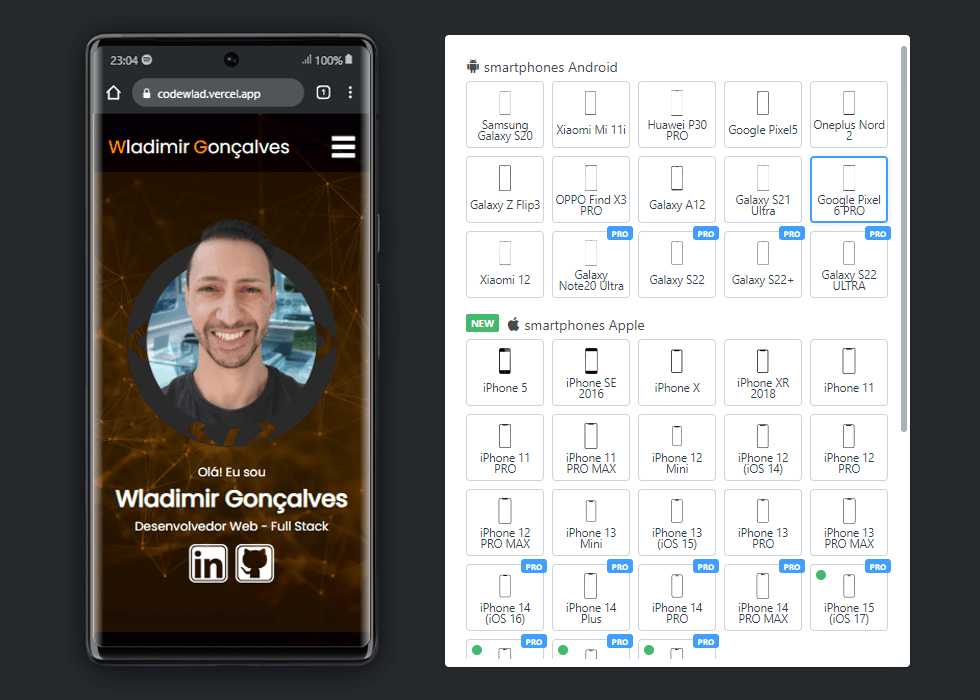 23:04
100%
codewlad.vercel.app
1
Wladimir Gonçalves
Olá! Eu sou
Wladimir Gonçalves
Desenvolvedor Web - Full Stack
in
smartphones Android
Samsung
Galaxy S20
Xiaomi Mi 11i
Huawei P30
PRO
Google Pixel5
Oneplus Nord
2
Galaxy Z Flip3
OPPO Find X3
PRO
Galaxy A12
Galaxy S21
Ultra
Google Pixel
6 PRO
Xiaomi 12
PRO
Galaxy
Note20 Ultra
PRO
Galaxy S22
PRO
Galaxy S22+
PRO
Galaxy S22
ULTRA
NEW
smartphones Apple
iPhone 5
iPhone SE
2016
iPhone X
iPhone XR
2018
iPhone 11
iPhone 11
PRO
iPhone 11
PRO MAX
iPhone 12
Mini
iPhone 12
(iOS 14)
iPhone 12
PRO
iPhone 12
PRO MAX
iPhone 13
Mini
iPhone 13
(iOS 15)
iPhone 13
PRO
iPhone 13
PRO MAX
PRO
iPhone 14
(iOS 16)
PRO
iPhone 14
Plus
PRO
iPhone 14
PRO
PRO
iPhone 14
PRO MAX
PRO
iPhone 15
(iOS 17)
PRO
PRO
PRO